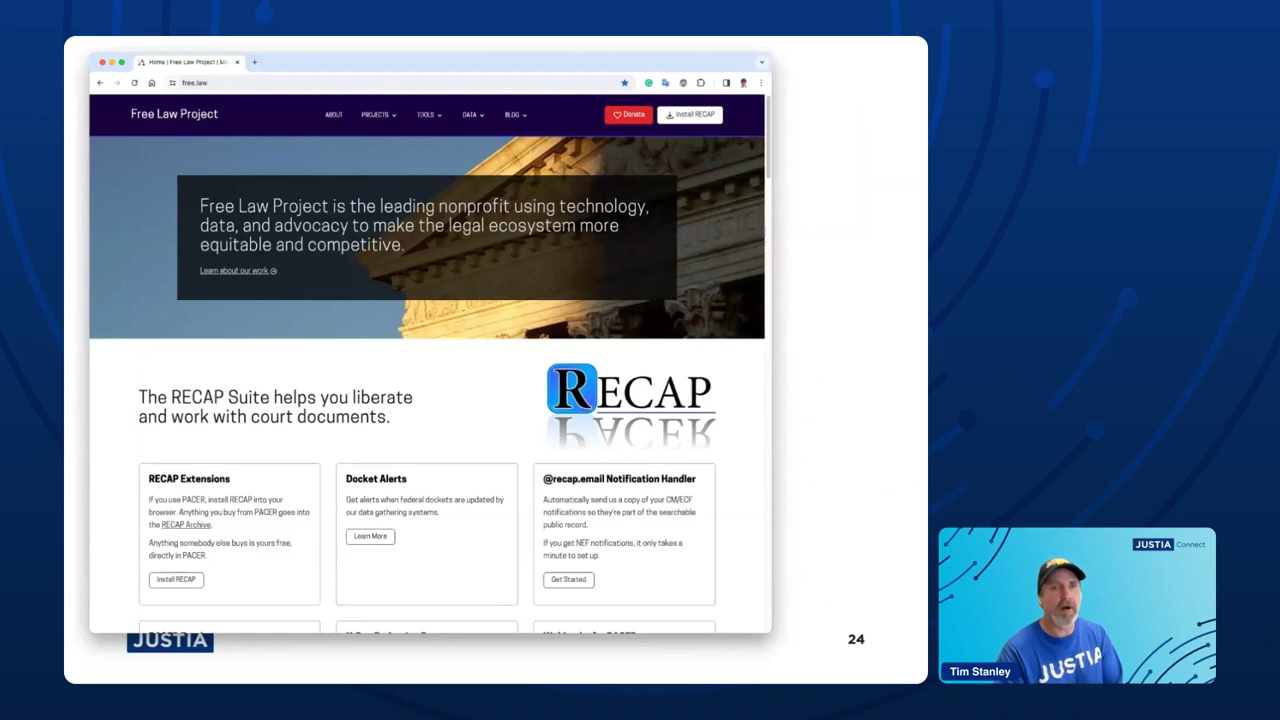 Home | Free Law Project |
free.law
Free Law Project
ABOUT
PROJECTS
TOOLS
DATA
BLOG
Donate
Install RECAP
Free Law Project is the leading nonprofit using technology,
data, and advocacy to make the legal ecosystem more
equitable and competitive.
Learn about our work
The RECAP Suite helps you liberate
and work with court documents.
RECAP
PACER
RECAP Extensions
If you use PACER, install RECAP into your
browser. Anything you buy from PACER goes into
the RECAP Archive.
Anything somebody else buys is yours free,
directly in PACER.
Install RECAP
Docket Alerts
Get alerts when federal dockets are updated by
our data gathering systems.
Learn More
@recap.email Notification Handler
Automatically send us a copy of your CM/ECF
notifications so they're part of the searchable
public record.
If you get NEF notifications, it only takes a
minute to set up.
Get Started
JUSTIA
24
JUSTIA Connect
JUSTIA
Tim Stanley